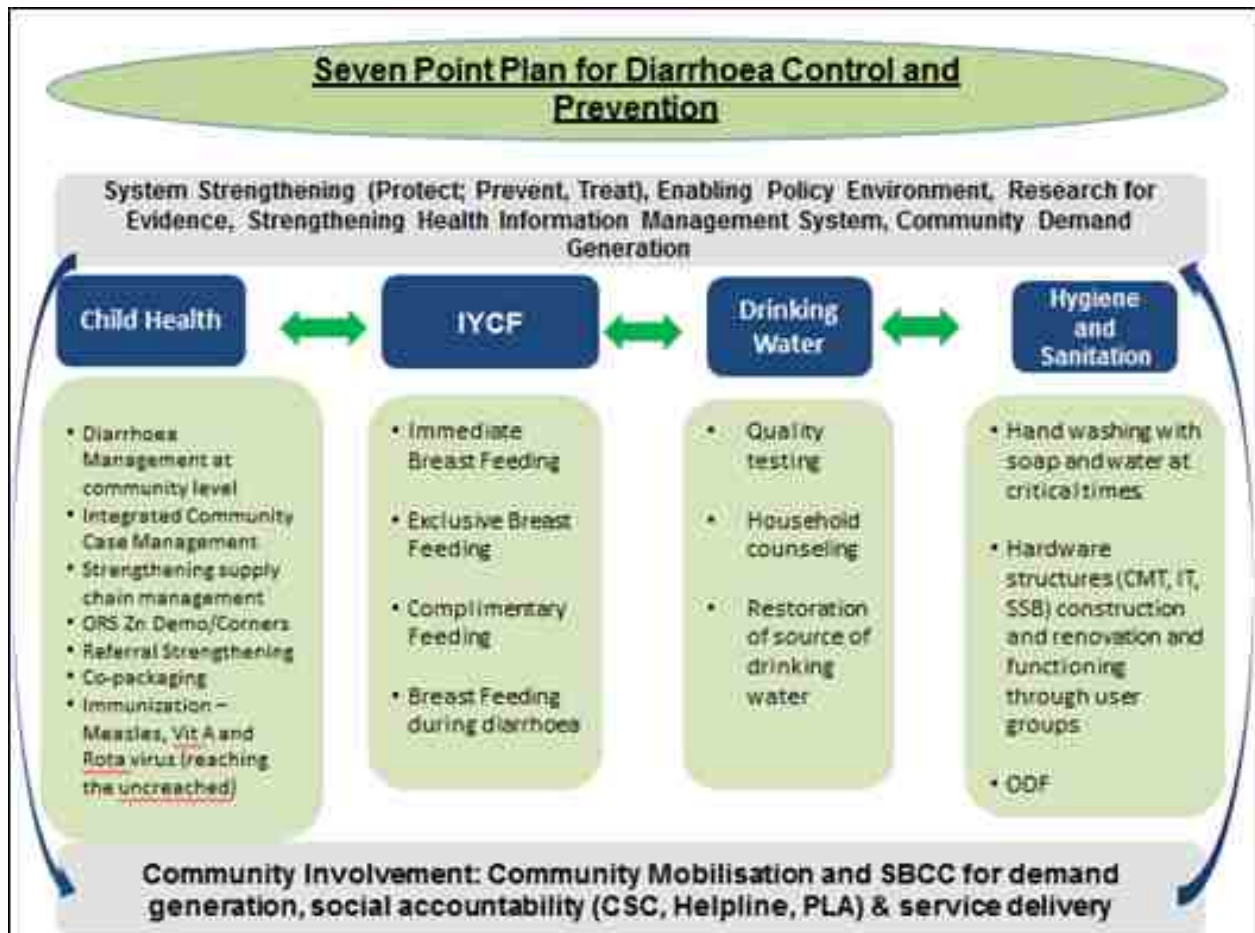 Seven Point Plan for Diarrhoea Control and
Prevention
System Strengthening (Protect; Prevent, Treat), Enabling Policy Environment, Research for
Evidence, Strengthening Health Information Management System, Community Demand
Generation
Child Health
IYCF
Drinking
Water
Hygiene
and
Sanitation
• Diarrhoea
Management at
community level
• Integrated Community
Case Management
• Strengthening supply
chain management
• ORS Zn Demo/Corners
• Referral Strengthening
• Co-packaging
• Immunization –
Measles, Vit A and
Rota virus (reaching
the uncreached)
• Immediate
Breast Feeding
• Exclusive Breast
Feeding
• Complimentary
Feeding
• Breast Feeding
during diarrhoea
• Quality
testing
• Household
counseling
• Restoration
of source of
drinking
water
• Hand washing with
soap and water at
critical times
• Hardware
structures (CMT, IT,
SSB) construction
and renovation and
functioning
through user
groups
• ODF
Community Involvement: Community Mobilisation and SBCC for demand
generation, social accountability (CSC, Helpline, PLA) & service delivery